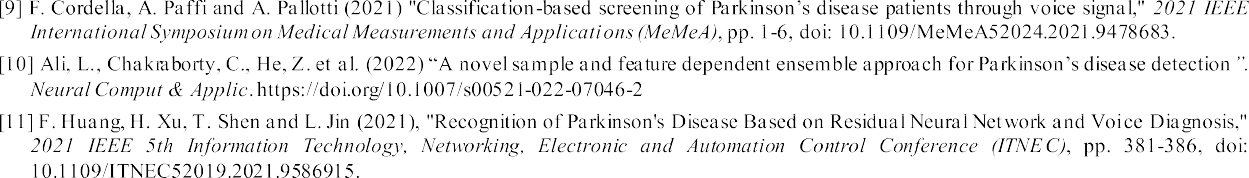 [9] F. Cordella, A. Paffi and A. Pallotti (2021) "Classification-based screening of Parkinson's disease patients through voice signal," 2021 IEEE
International Symposium on Medical Measurements and Applications (MeMeA), pp. 1-6, doi: 10.1109/MeMeA52024.2021.9478683.
[10] Ali, L., Chakraborty, C., He, Z. et al. (2022) “A novel sample and feature dependent ensemble approach for Parkinson’s disease detection ”.
Neural Comput & Applic. https://doi.org/10.1007/s00521-022-07046-2
[11] F. Huang, H. Xu, T. Shen and L. Jin (2021), "Recognition of Parkinson's Disease Based on Residual Neural Network and Voice Diagnosis,"
2021 IEEE 5th Information Technology, Networking, Electronic and Automation Control Conference (ITNEC), pp. 381-386, doi:
10.1109/ITNEC52019.2021.9586915.